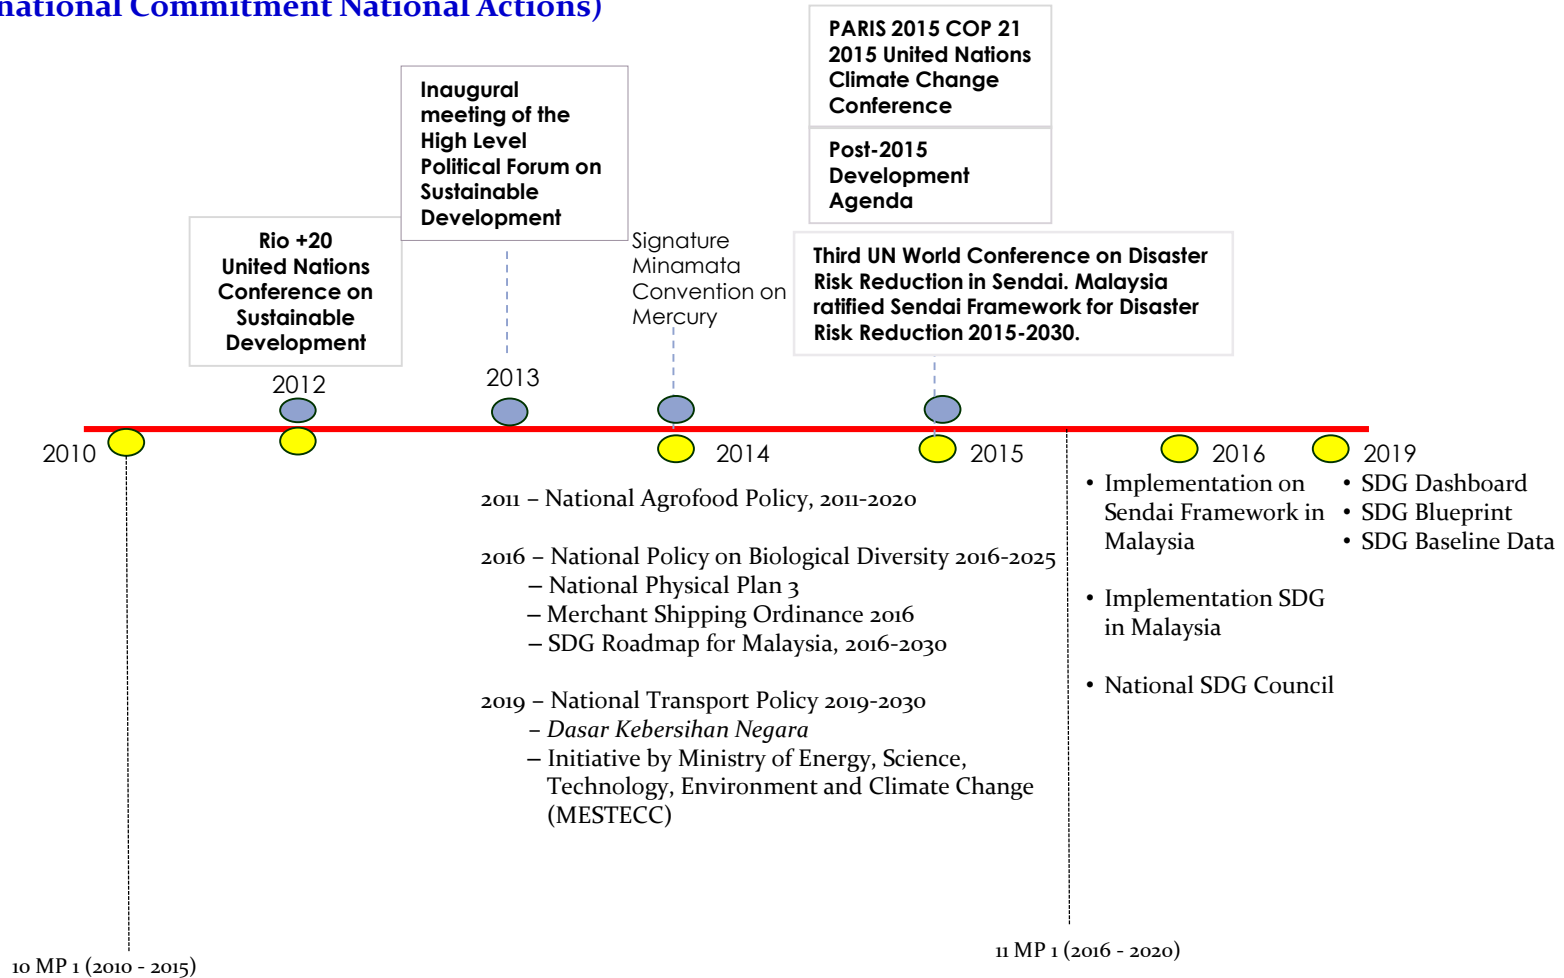 national Commitment National Actions)
PARIS 2015 COP 21
2015 United Nations
Climate Change
Conference
Post-2015
Development
Agenda
Inaugural
meeting of the
High Level
Political Forum on
Sustainable
Development
Rio +20
United Nations
Conference on
Sustainable
Development
Signature
Minamata
Convention on
Mercury
Third UN World Conference on Disaster
Risk Reduction in Sendai. Malaysia
ratified Sendai Framework for Disaster
Risk Reduction 2015-2030.
2012
2013
2010
2014
2015
2016
2019
2011 – National Agrofood Policy, 2011-2020
2016 – National Policy on Biological Diversity 2016-2025
– National Physical Plan 3
– Merchant Shipping Ordinance 2016
– SDG Roadmap for Malaysia, 2016-2030
2019 – National Transport Policy 2019-2030
– Dasar Kebersihan Negara
– Initiative by Ministry of Energy, Science,
Technology, Environment and Climate Change
(MESTECC)
• Implementation on
Sendai Framework in
Malaysia
• Implementation SDG
in Malaysia
• National SDG Council
• SDG Dashboard
• SDG Blueprint
• SDG Baseline Data
10 MP 1 (2010 - 2015)
11 MP 1 (2016 - 2020)